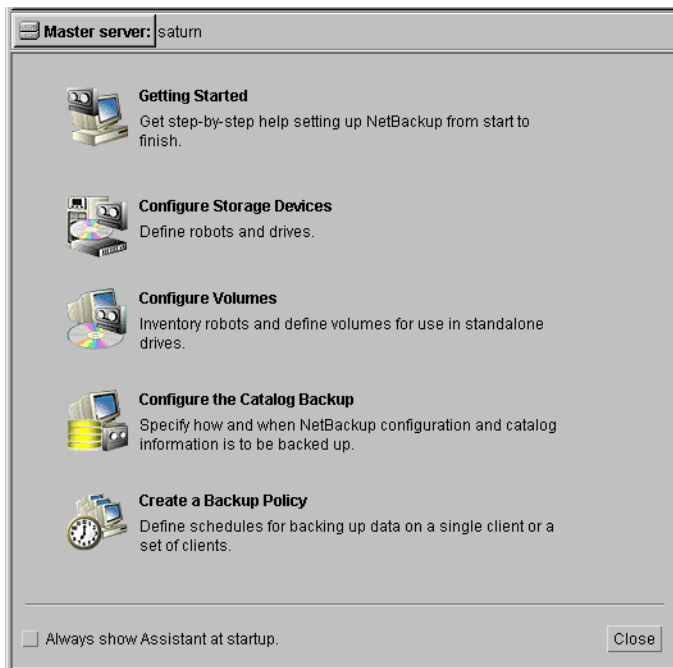 Master server: saturn
Getting Started
Get step-by-step help setting up NetBackup from start to
finish.
Configure Storage Devices
Define robots and drives.
Configure Volumes
Inventory robots and define volumes for use in standalone
drives.
Configure the Catalog Backup
Specify how and when NetBackup configuration and catalog
information is to be backed up.
Create a Backup Policy
Define schedules for backing up data on a single client or a
set of clients.
Always show Assistant at startup.
Close